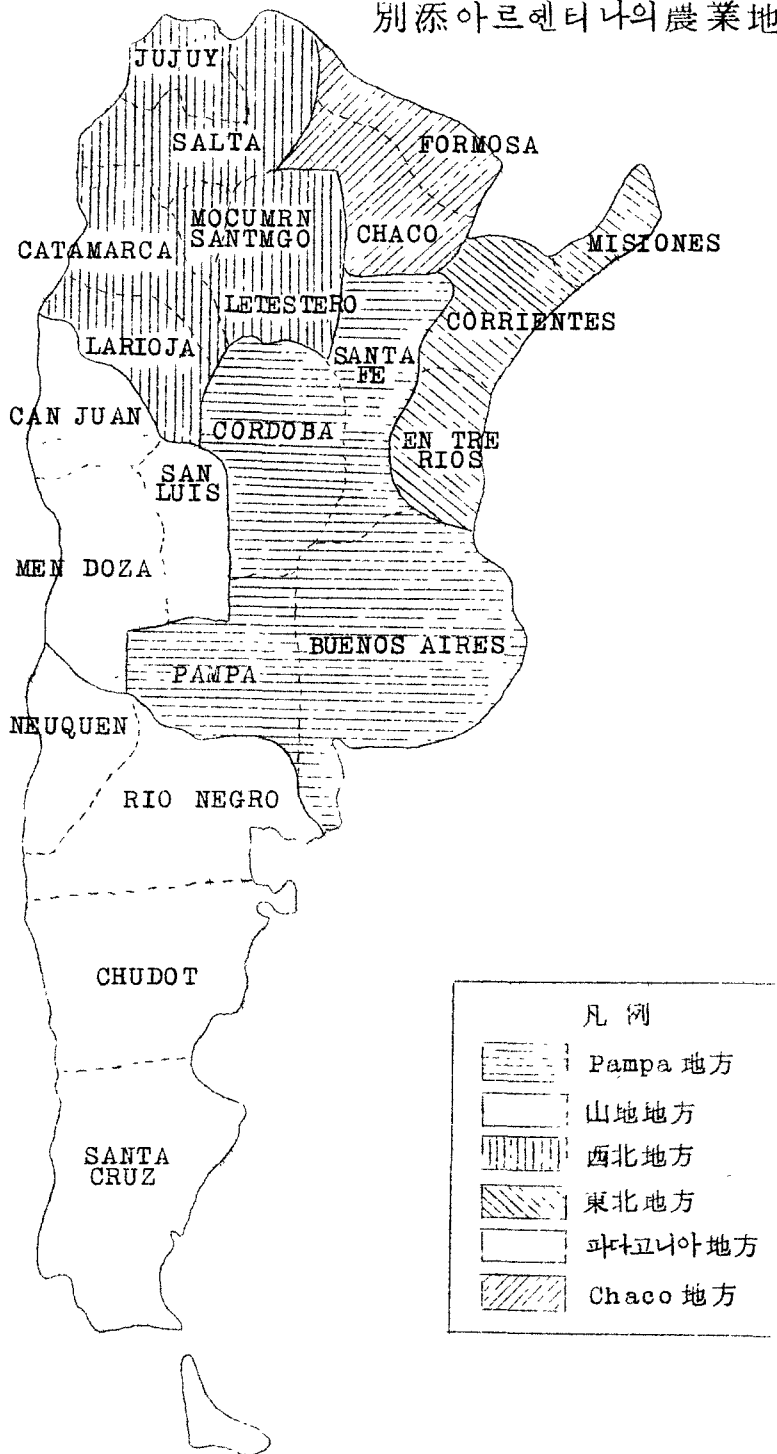 別添아르헨티나의農業地
JUJUY
SALTA
FORMOSA
MOCUMRN
SANTMGO
CHACO
MISIONES
CATAMARCA
LETESTERO
CORRIENTES
LARIOJA
SANTA
FE
CAN JUAN
CORDOBA
EN TRE
RIOS
SAN
LUIS
MEN DOZA
BUENOS AIRES
PAMPA
NEUQUEN
RIO NEGRO
CHUDOT
SANTA
CRUZ
凡例
Pampa 地方
山地地方
西北地方
東北地方
파다고니아地方
Chaco 地方